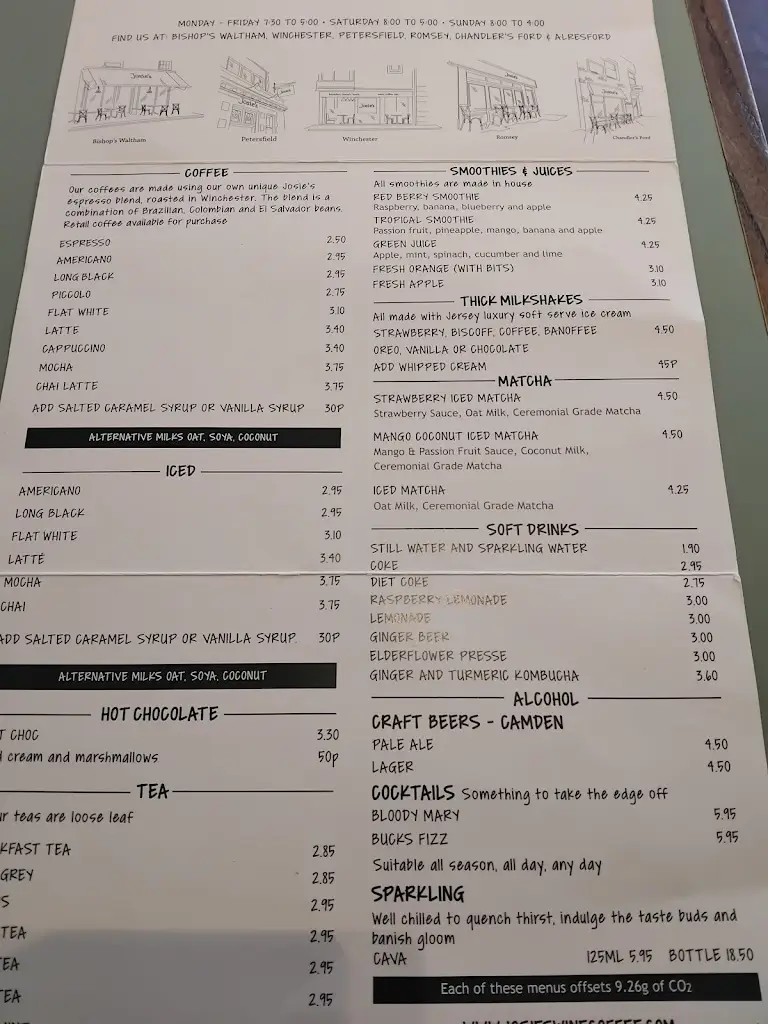 MONDAY - FRIDAY 7:30 TO 5:00 • SATURDAY 8:00 TO 5:00 • SUNDAY 8:00 TO 4:00
FIND US AT: BISHOP'S WALTHAM, WINCHESTER, PETERSFIELD, ROMSEY, CHANDLER'S FORD & ALRESFORD
Josie's
Josie's
Josie's
Josie's
Josie's
Bishop's Waltham
Petersfield
Winchester
Romsey
Chandler's Ford
COFFEE
Our coffees are made using our own unique Josie's
espresso blend, roasted in Winchester. The blend is a
combination of Brazilian, Colombian and El Salvador beans.
Retail coffee available for purchase
ESPRESSO 2.50
AMERICANO 2.95
LONG BLACK 2.95
PICCOLO 2.75
FLAT WHITE 3.10
LATTE 3.40
CAPPUCCINO 3.40
MOCHA 3.75
CHAI LATTE 3.75
ADD SALTED CARAMEL SYRUP OR VANILLA SYRUP 30P
ALTERNATIVE MILKS OAT, SOYA, COCONUT
ICED
AMERICANO 2.95
LONG BLACK 2.95
FLAT WHITE 3.10
LATTE 3.40
MOCHA 3.75
CHAI 3.75
ADD SALTED CARAMEL SYRUP OR VANILLA SYRUP 30P
ALTERNATIVE MILKS OAT, SOYA, COCONUT
HOT CHOCOLATE
T CHOC 3.30
cream and marshmallows 50p
TEA
ur teas are loose leaf
KFAST TEA 2.85
GREY 2.85
S 2.95
TEA 2.95
EA 2.95
TEA 2.95
SMOOTHIES & JUICES
All smoothies are made in house
RED BERRY SMOOTHIE 4.25
Raspberry, banana, blueberry and apple
TROPICAL SMOOTHIE 4.25
Passion fruit, pineapple, mango, banana and apple
GREEN JUICE 4.25
Apple, mint, spinach, cucumber and lime
FRESH ORANGE (WITH BITS) 3.10
FRESH APPLE 3.10
THICK MILKSHAKES
All made with Jersey luxury soft serve ice cream
STRAWBERRY, BISCOFF, COFFEE, BANOFFEE 4.50
OREO, VANILLA OR CHOCOLATE
ADD WHIPPED CREAM 45P
MATCHA
STRAWBERRY ICED MATCHA 4.50
Strawberry Sauce, Oat Milk, Ceremonial Grade Matcha
MANGO COCONUT ICED MATCHA 4.50
Mango & Passion Fruit Sauce, Coconut Milk,
Ceremonial Grade Matcha
ICED MATCHA 4.25
Oat Milk, Ceremonial Grade Matcha
SOFT DRINKS
STILL WATER AND SPARKLING WATER 1.90
COKE 2.95
DIET COKE 2.75
RASPBERRY LEMONADE 3.00
LEMONADE 3.00
GINGER BEER 3.00
ELDERFLOWER PRESSE 3.00
GINGER AND TURMERIC KOMBUCHA 3.60
ALCOHOL
CRAFT BEERS - CAMDEN
PALE ALE 4.50
LAGER 4.50
COCKTAILS Something to take the edge off
BLOODY MARY 5.95
BUCKS FIZZ 5.95
Suitable all season, all day, any day
SPARKLING
Well chilled to quench thirst, indulge the taste buds and
banish gloom
CAVA 125ML 5.95 BOTTLE 18.50
Each of these menus offsets 9.26g of CO2